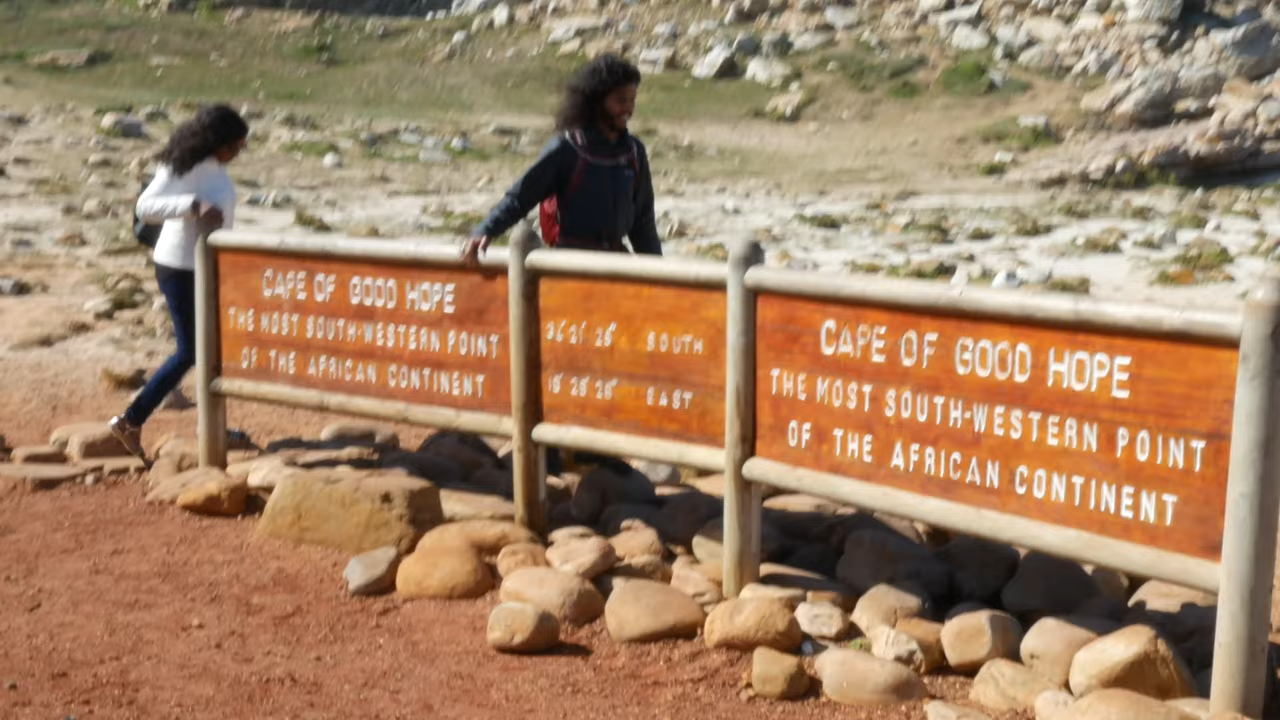 CAPE OF GOOD HOPE
THE MOST SOUTH-WESTERN POINT
OF THE AFRICAN CONTINENT
SOUTH
EAST
CAPE OF GOOD HOPE
THE MOST SOUTH-WESTERN POINT
OF THE AFRICAN CONTINENT